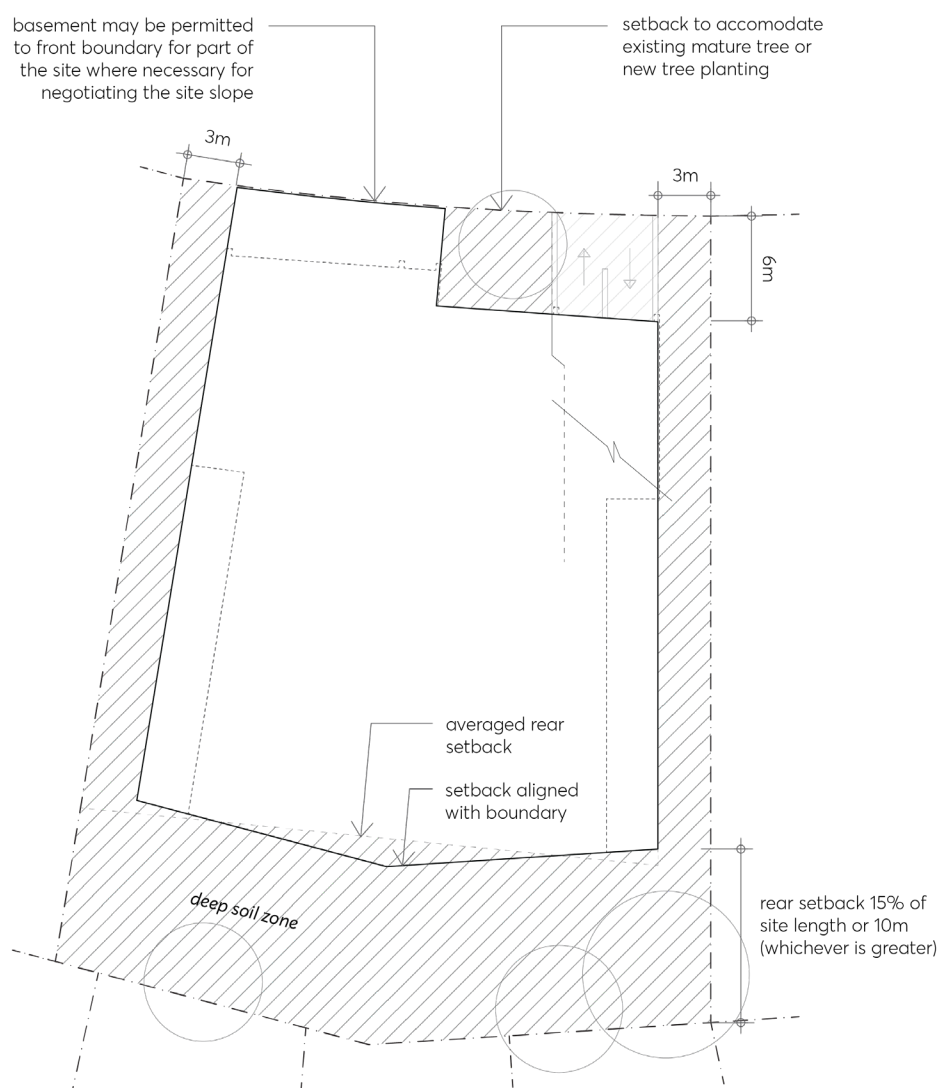 basement may be permitted
to front boundary for part of
the site where necessary for
negotiating the site slope
setback to accomodate
existing mature tree or
new tree planting
3m
3m
6m
averaged rear
setback
setback aligned
with boundary
deep soil zone
rear setback 15% of
site length or 10m
(whichever is greater)